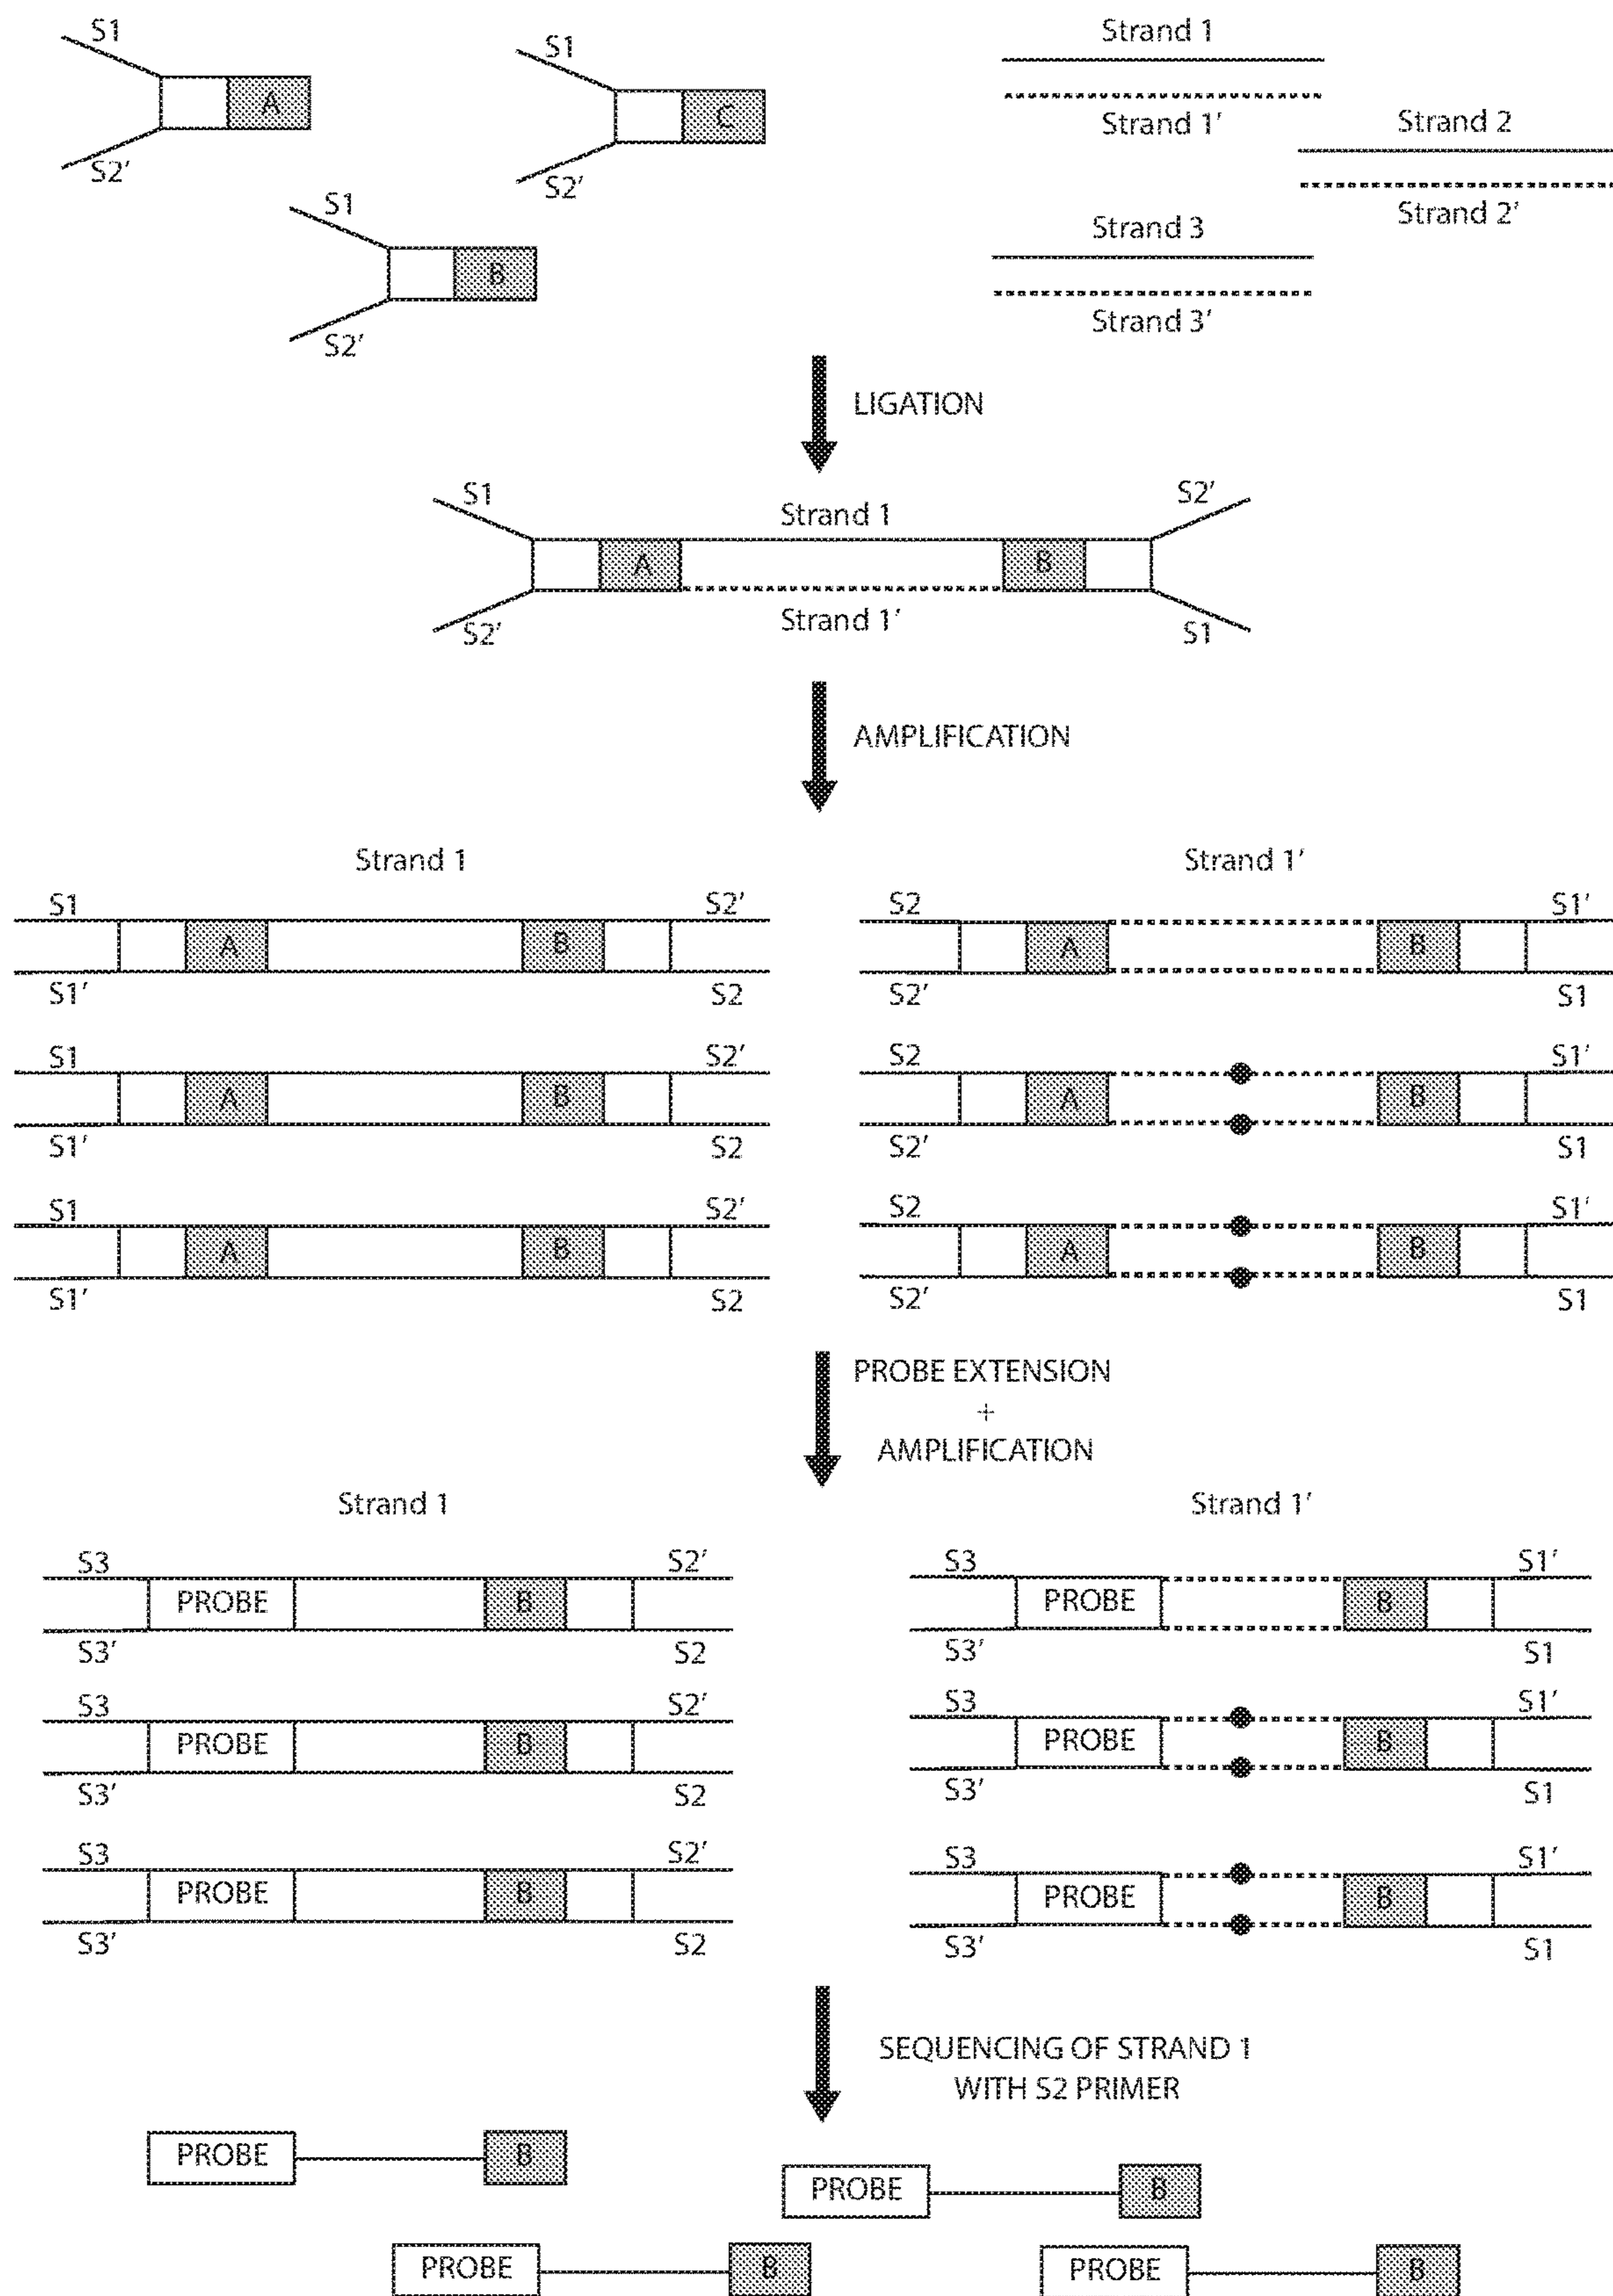 S1
S1
Strand 1
A
C
Strand 1'
Strand 2
S2'
S2'
S1
Strand 2'
Strand 3
B
Strand 3'
S2'
LIGATION
S1
S2'
Strand 1
A
B
Strand 1'
S2'
S1
AMPLIFICATION
Strand 1
Strand 1'
S1
S2'
S2
S1'
A
B
A
B
S1'
S2
S2'
S1
S1
S2'
S2
S1'
A
B
A
B
S1'
S2
S2'
S1
S1
S2'
S2
S1'
A
B
A
B
S1'
S2
S2'
S1
PROBE EXTENSION
+
AMPLIFICATION
Strand 1
Strand 1'
S3
S2'
S3
S1'
PROBE
B
PROBE
B
S3'
S2
S3'
S1
S3
S2'
S3
S1'
PROBE
B
PROBE
B
S3'
S2
S3'
S1
S3
S2'
S3
S1'
PROBE
B
PROBE
B
S3'
S2
S3'
S1
SEQUENCING OF STRAND 1
WITH S2 PRIMER
PROBE
B
PROBE
B
PROBE
B
PROBE
B